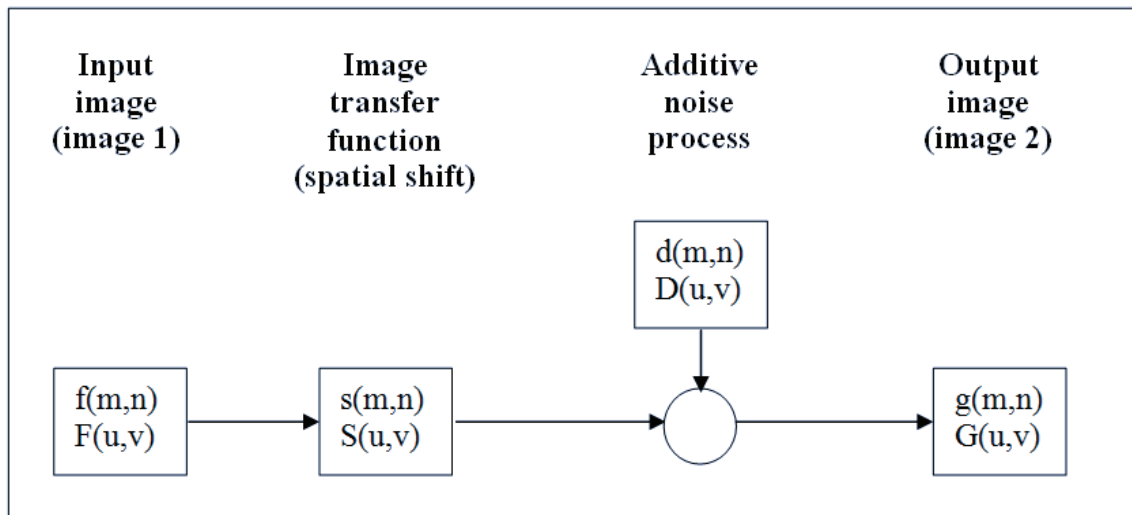 Input
image
(image 1)
Image
transfer
function
(spatial shift)
Additive
noise
process
Output
image
(image 2)
d(m,n)
D(u,v)
f(m,n)
F(u,v)
s(m,n)
S(u,v)
g(m,n)
G(u,v)